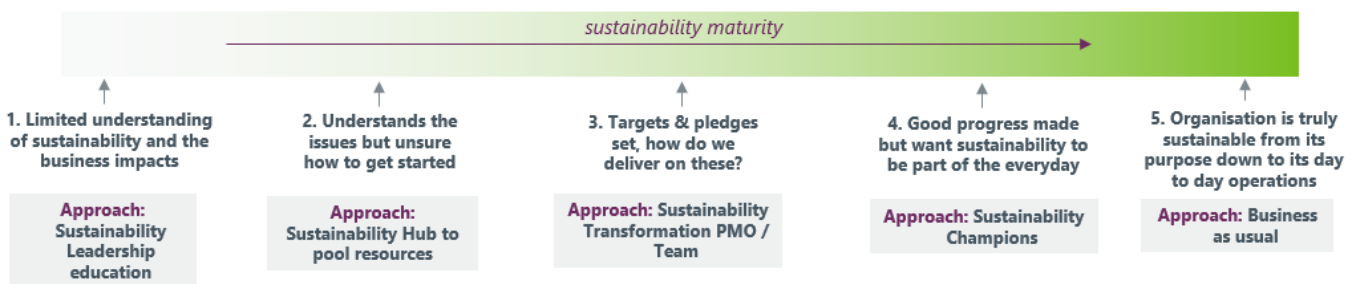 sustainability maturity
1. Limited understanding
of sustainability and the
business impacts
Approach:
Sustainability
Leadership
education
2. Understands the
issues but unsure
how to get started
Approach:
Sustainability Hub to
pool resources
3. Targets & pledges
set, how do we
deliver on these?
Approach: Sustainability
Transformation PMO /
Team
4. Good progress made
but want sustainability to
be part of the everyday
Approach: Sustainability
Champions
5. Organisation is truly
sustainable from its
purpose down to its day
to day operations
Approach: Business
as usual